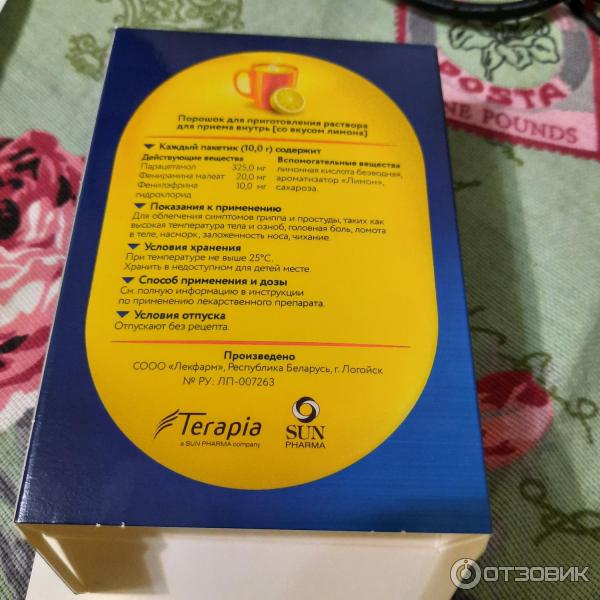 Порошок для приготовления раствора
для приема внутрь [со вкусом лимона]
Каждый пакетик (10,0 г) содержит
Действующие вещества
Парацетамол 325,0 мг
Фенирамина малеат 20,0 мг
Фенилэфрина 10,0 мг
гидрохлорид
Вспомогательные вещества
лимонная кислота безводная,
ароматизатор «Лимон»,
сахароза.
Показания к применению
Для облегчения симптомов гриппа и простуды, таких как
высокая температура тела и озноб, головная боль, ломота
в теле, насморк, заложенность носа, чихание.
Условия хранения
При температуре не выше 25°С.
Хранить в недоступном для детей месте.
Способ применения и дозы
См. полную информацию в инструкции
по применению лекарственного препарата.
Условия отпуска
Отпускают без рецепта.
Произведено
СООО «Лекфарм», Республика Беларусь, г. Логойск
№ РУ: ЛП-007263
Terapia
a SUN PHARMA company
SUN
PHARMA
POSTA
NE POUNDS
ОТЗОВИК